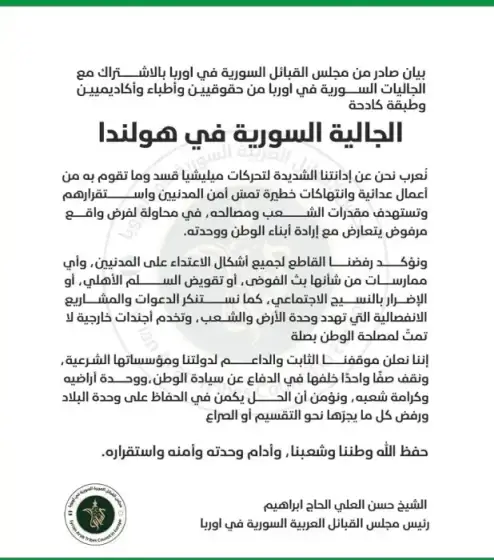 بيان صادر من مجلس القبائل السورية في اوربا بالاشتراك مع
الجاليات السورية في اوربا من حقوقيين وأطباء وأكاديميين
وطبقة كادحة
الجالية السورية في هولندا
نُعرب نحن عن إدانتنا الشديدة لتحركات ميليشيا قسد وما تقوم به من
أعمال عدائية وانتهاكات خطيرة تمسّ أمن المدنيين واستقرارهم
وتستهدف مقدرات الشعب ومصالحه، في محاولة لفرض واقع
مرفوض يتعارض مع إرادة أبناء الوطن ووحدته.
ونؤكد رفضنا القاطع لجميع أشكال الاعتداء على المدنيين، وأي
ممارسات من شأنها بث الفوضى، أو تقويض السلم الأهلي، أو
الإضرار بالنسيج الاجتماعي، كما نستنكر الدعوات والمشاريع
الانفصالية التي تهدد وحدة الأرض والشعب، وتخدم أجندات خارجية لا
تمتّ لمصلحة الوطن بصلة
إننا نعلن موقفنا الثابت والداعم لدولتنا ومؤسساتها الشرعية،
ونقف صفًا واحدًا خلفها في الدفاع عن سيادة الوطن،ووحدة أراضيه
وكرامة شعبه، ونؤمن أن الحل يكمن في الحفاظ على وحدة البلاد
ورفض كل ما يجرّها نحو التقسيم أو الصراع
حفظ الله وطننا وشعبنا، وأدام وحدته وأمنه واستقراره.
الشيخ حسن العلي الحاج ابراهيم
رئيس مجلس القبائل العربية السورية في اوربا